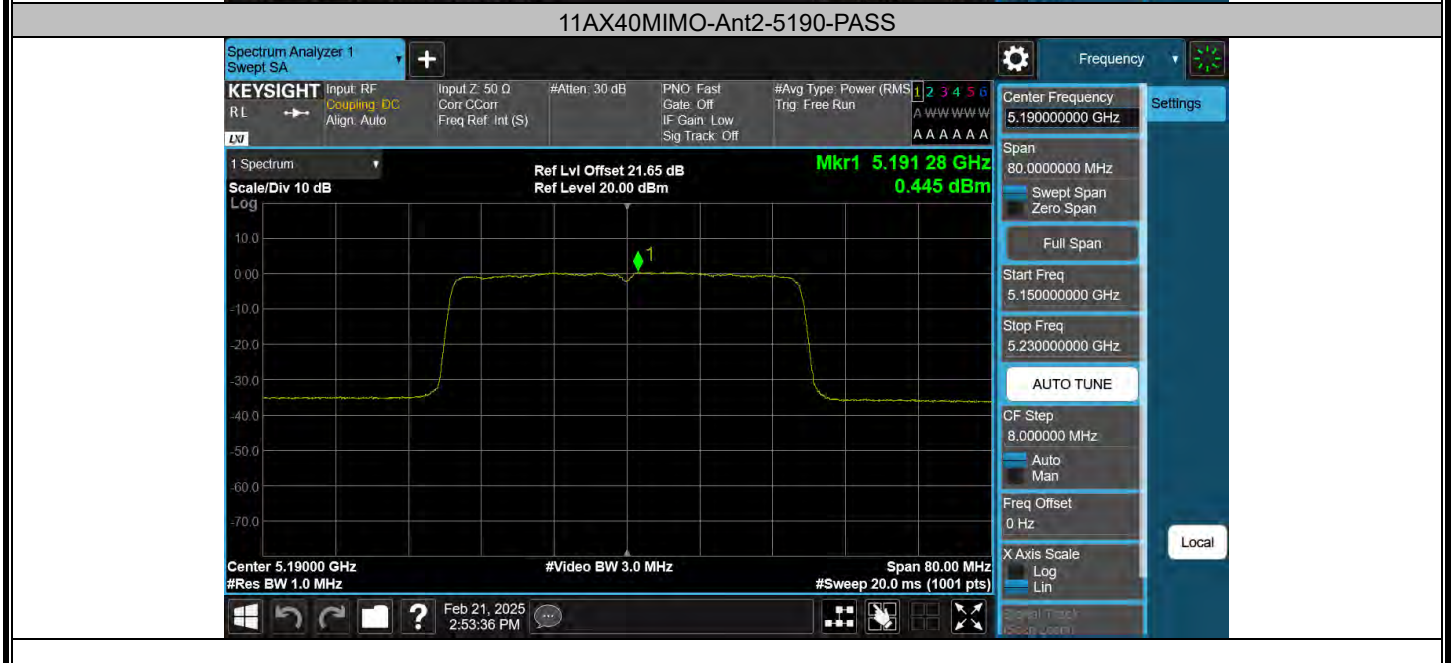 11AX40MIMO-Ant2-5190-PASS
Spectrum Analyzer 1
Swept SA
Frequency
KEYSIGHT
RL
LXI
Input: RF
Coupling: DC
Align: Auto
Input Z: 50 Ω
Corr CCorr
Freq Ref: Int (S)
#Atten: 30 dB
PNO: Fast
Gate: Off
IF Gain: Low
Sig Track: Off
#Avg Type: Power (RMS
Trig: Free Run
1 2 3 4 5 6
A W W W W W
A A A A A A
Center Frequency
5.190000000 GHz
Settings
Span
80.0000000 MHz
Swept Span
Zero Span
Full Span
Start Freq
5.150000000 GHz
Stop Freq
5.230000000 GHz
AUTO TUNE
CF Step
8.000000 MHz
Auto
Man
Freq Offset
0 Hz
X Axis Scale
Log
Lin
Signal Track
(Span Zoom)
Local
1 Spectrum
Scale/Div 10 dB
Log
Ref Lvl Offset 21.65 dB
Ref Level 20.00 dBm
Mkr1 5.191 28 GHz
0.445 dBm
1
10.0
0.00
-10.0
-20.0
-30.0
-40.0
-50.0
-60.0
-70.0
Center 5.19000 GHz
#Res BW 1.0 MHz
#Video BW 3.0 MHz
Span 80.00 MHz
#Sweep 20.0 ms (1001 pts)
?
Feb 21, 2025
2:53:36 PM